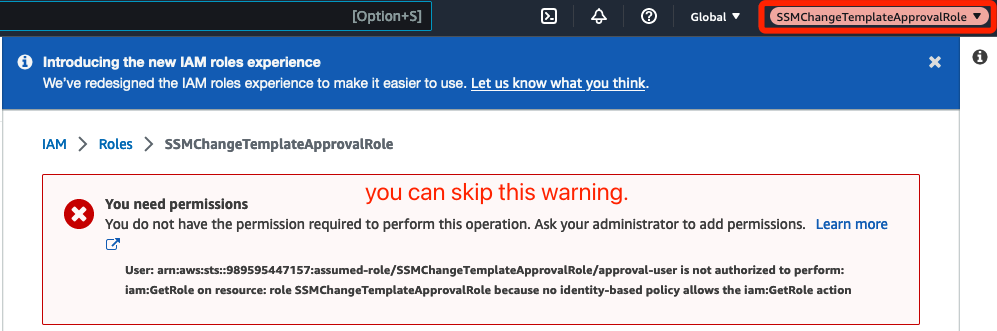 [Option+S]
Global ▼
SSMChangeTemplateApprovalRole ▼
Introducing the new IAM roles experience
We've redesigned the IAM roles experience to make it easier to use. Let us know what you think.
IAM > Roles > SSMChangeTemplateApprovalRole
you can skip this warning.
You need permissions
You do not have the permission required to perform this operation. Ask your administrator to add permissions. Learn more
User: arn:aws:sts::989595447157:assumed-role/SSMChangeTemplateApprovalRole/approval-user is not authorized to perform:
iam:GetRole on resource: role SSMChangeTemplateApprovalRole because no identity-based policy allows the iam:GetRole action